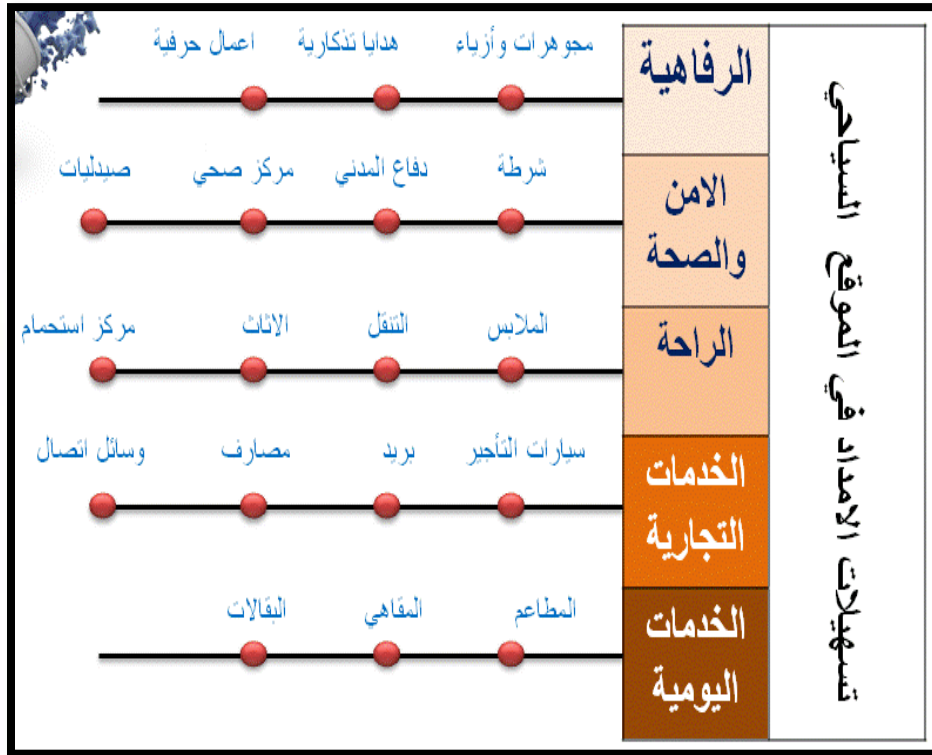 تسهيلات الامداد في الموقع السياحي
الرفاهية
مجوهرات وأزياء
هدايا تذكارية
اعمال حرفية
الامن
والصحة
شرطة
دفاع المدني
مركز صحي
صيدليات
الراحة
الملابس
التنقل
الاثاث
مركز استحمام
الخدمات
التجارية
سيارات التأجير
بريد
مصارف
وسائل اتصال
الخدمات
اليومية
المطاعم
المقاهي
البقالات